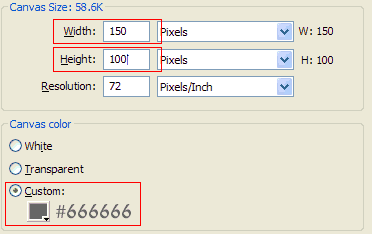 Canvas Size: 58.6K
Width: 150 Pixels W: 150
Height: 100 Pixels H: 100
Resolution: 72 Pixels/Inch
Canvas color
White
Transparent
Custom:
#666666